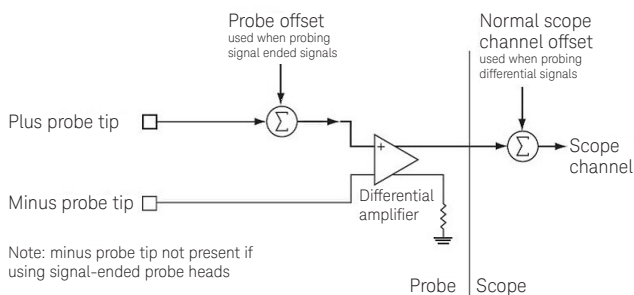 Probe offset
used when probing
signal ended signals
Normal scope
channel offset
used when probing
differential signals
Plus probe tip
Σ
+
Σ
Scope
channel
Minus probe tip
Differential
amplifier
Note: minus probe tip not present if
using signal-ended probe heads
Probe
Scope